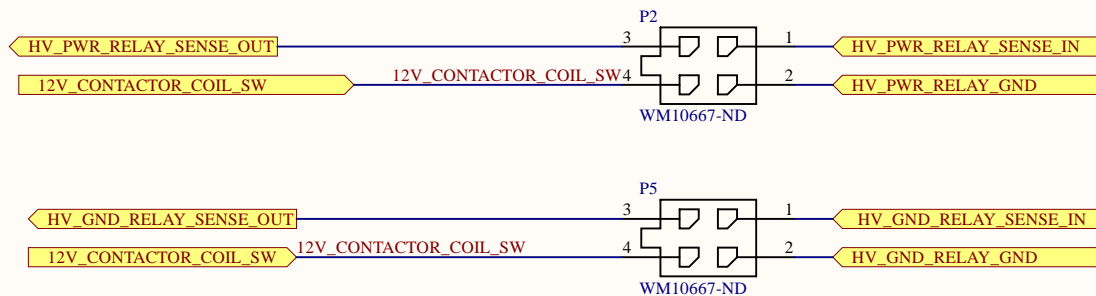 P2
HV_PWR_RELAY_SENSE_OUT 3 1 HV_PWR_RELAY_SENSE_IN
12V_CONTACTOR_COIL_SW 12V_CONTACTOR_COIL_SW 4 2 HV_PWR_RELAY_GND
WM10667-ND
P5
HV_GND_RELAY_SENSE_OUT 3 1 HV_GND_RELAY_SENSE_IN
12V_CONTACTOR_COIL_SW 12V_CONTACTOR_COIL_SW 4 2 HV_GND_RELAY_GND
WM10667-ND